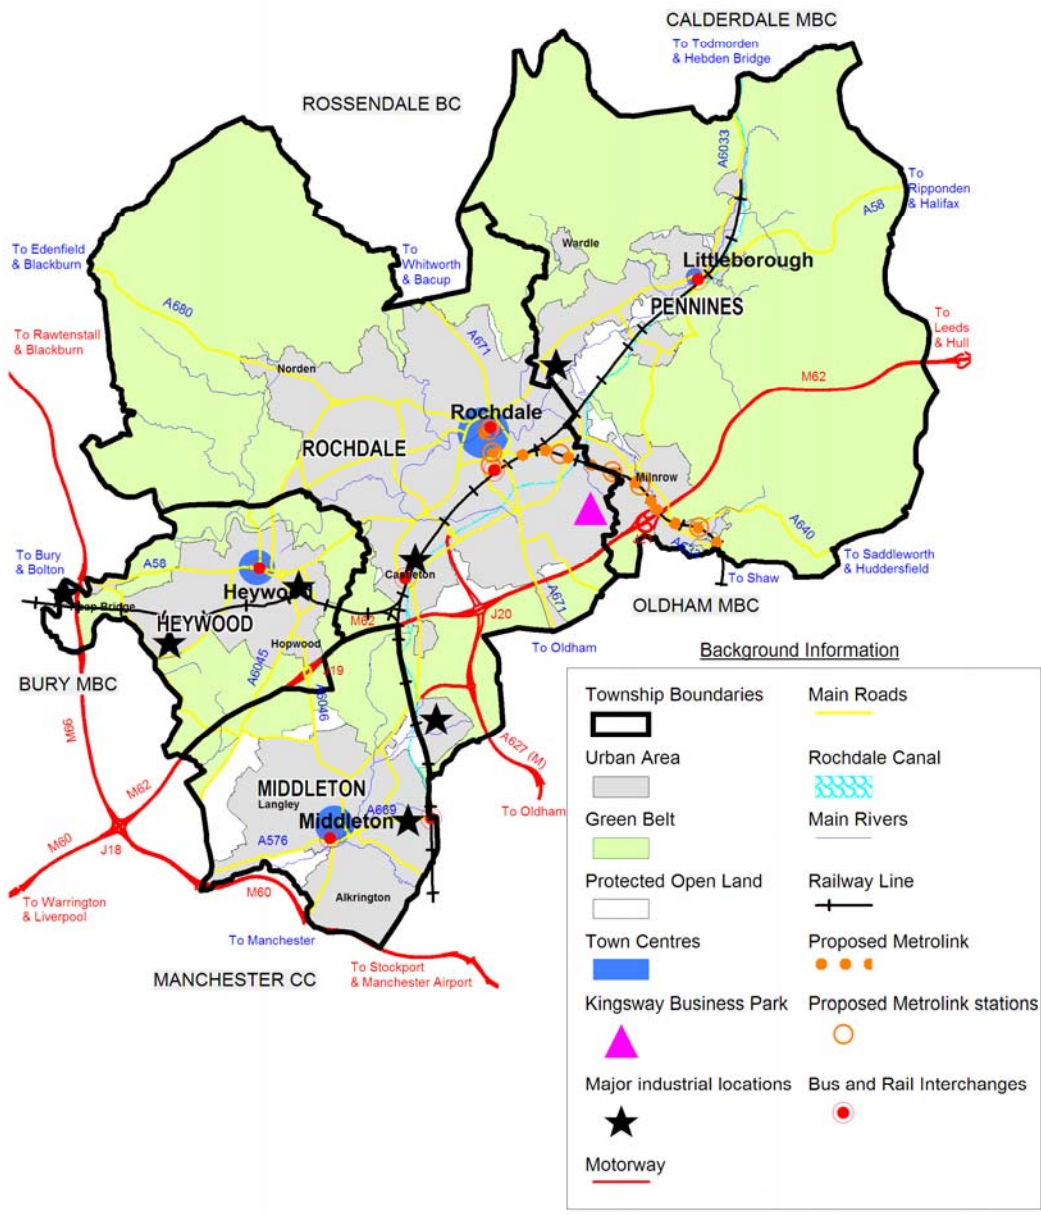 CALDERDALE MBC
To Todmorden
& Hebden Bridge
ROSSENDALE BC
A6033
To
Ripponden
& Halifax
A58
To Edenfield
& Blackburn
To
Whitworth
& Bacup
Wardle
Littleborough
PENNINES
A680
To Rawtenstall
& Blackburn
A671
To
Leeds
& Hull
Norden
M62
Rochdale
ROCHDALE
Milnrow
A640
To Bury
& Bolton
A58
Castleton
To Saddleworth
& Huddersfield
To Shaw
Heywood
HEYWOOD
M62
J20
A671
OLDHAM MBC
Hopwood
To Oldham
J19
A6045
A6046
BURY MBC
M66
M62
A627 (M)
MIDDLETON
Langley
A669
Middleton
To Oldham
A576
M60
J18
M60
Alkrington
To Warrington
& Liverpool
To Manchester
MANCHESTER CC
To Stockport
& Manchester Airport
Background Information
Township Boundaries
Main Roads
Urban Area
Rochdale Canal
Green Belt
Main Rivers
Protected Open Land
Railway Line
Town Centres
Proposed Metrolink
Kingsway Business Park
Proposed Metrolink stations
Major industrial locations
Bus and Rail Interchanges
Motorway